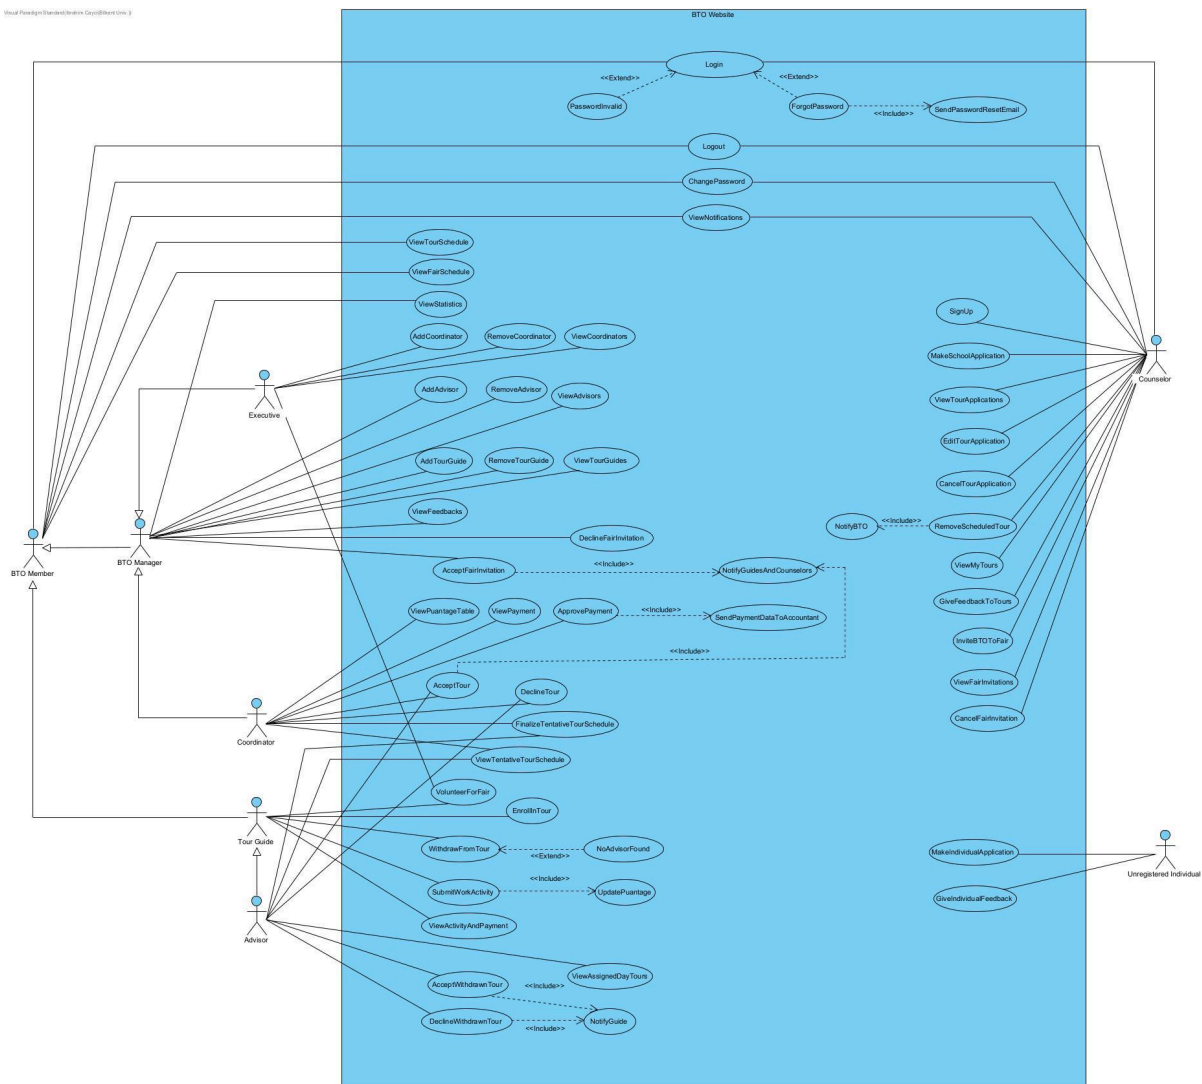 Visual Paradigm Standard(Ibrahim Caycı(Bilkent Univ.))
BTO Website
Login
<<Extend>>
<<Extend>>
PasswordInvalid
ForgotPassword
SendPasswordResetEmail
<<Include>>
Logout
ChangePassword
ViewNotifications
ViewTourSchedule
ViewFairSchedule
ViewStatistics
SignUp
AddCoordinator
RemoveCoordinator
ViewCoordinators
MakeSchoolApplication
Counselor
Executive
AddAdvisor
RemoveAdvisor
ViewAdvisors
ViewTourApplications
EditTourApplication
AddTourGuide
RemoveTourGuide
ViewTourGuides
CancelTourApplication
ViewFeedbacks
NotifyBTO
<<Include>>
RemoveScheduledTour
DeclineFairInvitation
BTO Member
BTO Manager
AcceptFairInvitation
<<Include>>
NotifyGuidesAndCounselors
ViewMyTours
GiveFeedbackToTours
ViewPuantageTable
ViewPayment
ApprovePayment
<<Include>>
SendPaymentDataToAccountant
InviteBTOToFair
<<Include>>
AcceptTour
DeclineTour
ViewFairInvitations
Coordinator
FinalizeTentativeTourSchedule
CancelFairInvitation
ViewTentativeTourSchedule
VolunteerForFair
EnrollInTour
Tour Guide
WithdrawFromTour
<<Extend>>
NoAdvisorFound
MakeIndividualApplication
Unregistered Individual
SubmitWorkActivity
<<Include>>
UpdatePuantage
GiveIndividualFeedback
ViewActivityAndPayment
Advisor
ViewAssignedDayTours
AcceptWithdrawnTour
<<Include>>
DeclineWithdrawnTour
<<Include>>
NotifyGuide